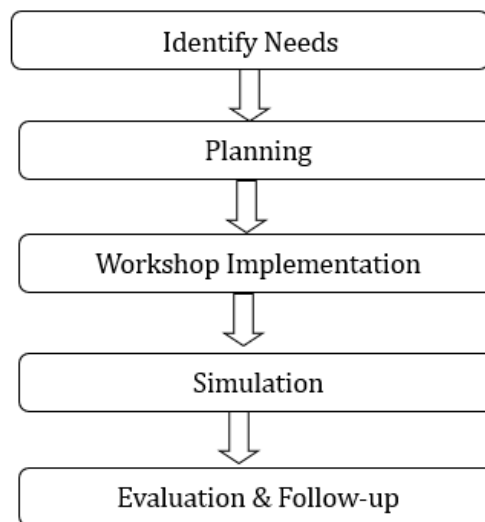 Identify Needs
Planning
Workshop Implementation
Simulation
Evaluation & Follow-up